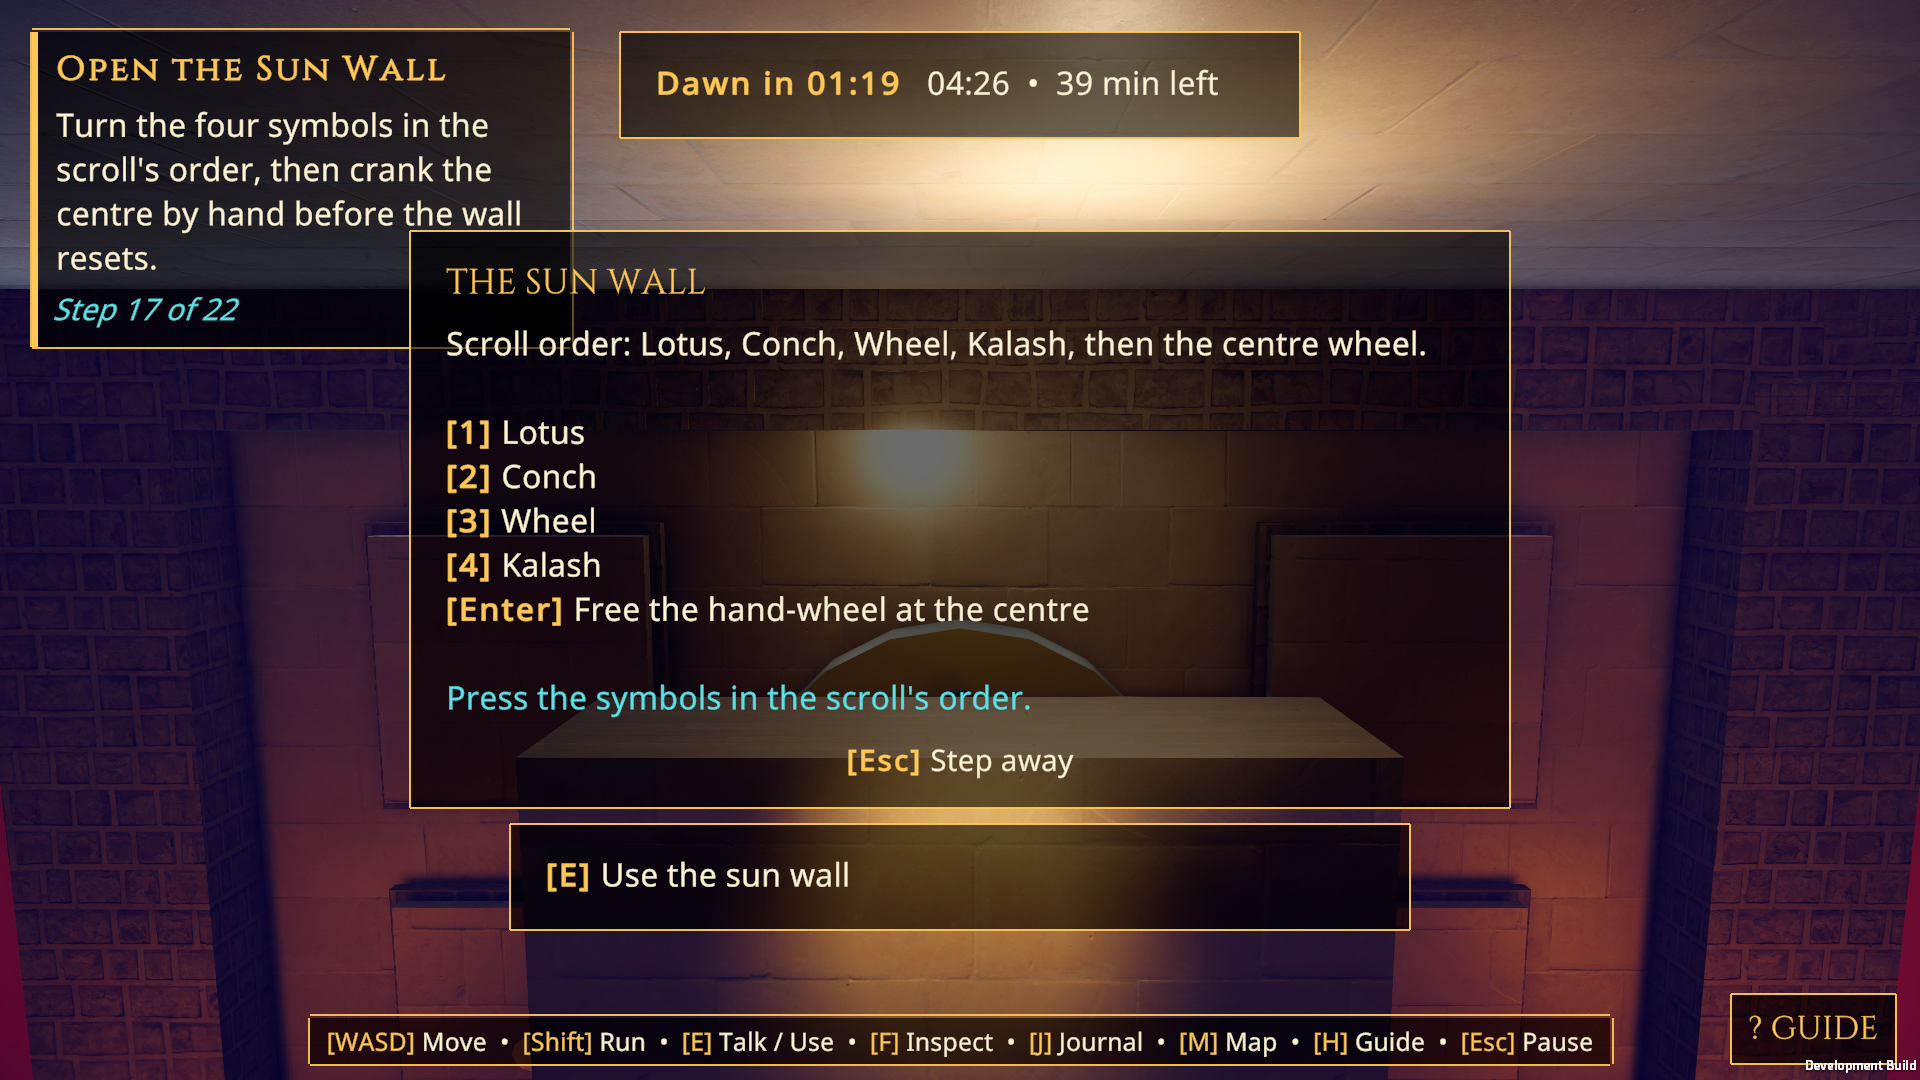 OPEN THE SUN WALL
Turn the four symbols in the
scroll's order, then crank the
centre by hand before the wall
resets.
Step 17 of 22
Dawn in 01:19 04:26 • 39 min left
THE SUN WALL
Scroll order: Lotus, Conch, Wheel, Kalash, then the centre wheel.
[1] Lotus
[2] Conch
[3] Wheel
[4] Kalash
[Enter] Free the hand-wheel at the centre
Press the symbols in the scroll's order.
[Esc] Step away
[E] Use the sun wall
[WASD] Move • [Shift] Run • [E] Talk / Use • [F] Inspect • [J] Journal • [M] Map • [H] Guide • [Esc] Pause
? GUIDE
Development Build